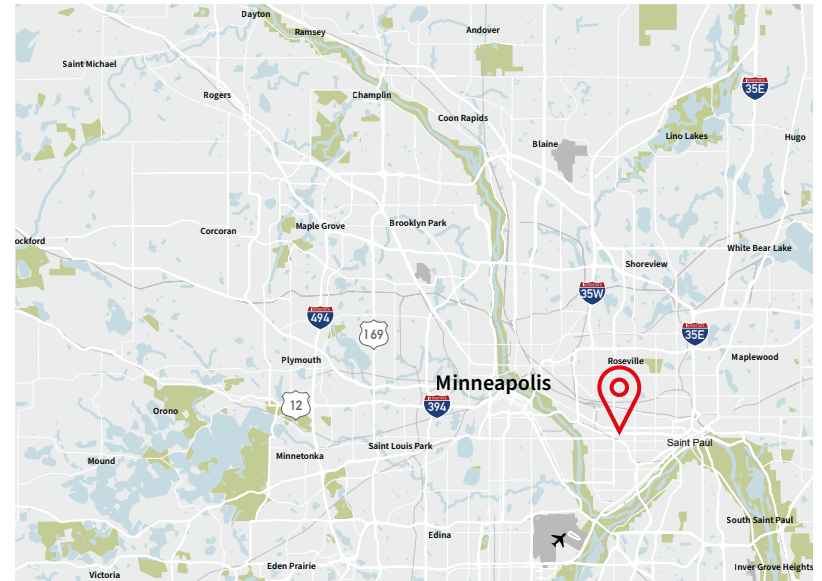 Dayton
Ramsey
Andover
Saint Michael
Rogers
Champlin
35E
Coon Rapids
Lino Lakes
Hugo
Blaine
Corcoran
Maple Grove
Brooklyn Park
ockford
White Bear Lake
Shoreview
35W
494
169
35E
Plymouth
Roseville
Maplewood
Minneapolis
12
394
Orono
Saint Louis Park
Saint Paul
Minnetonka
Mound
South Saint Paul
Edina
Eden Prairie
Inver Grove Heights
Victoria